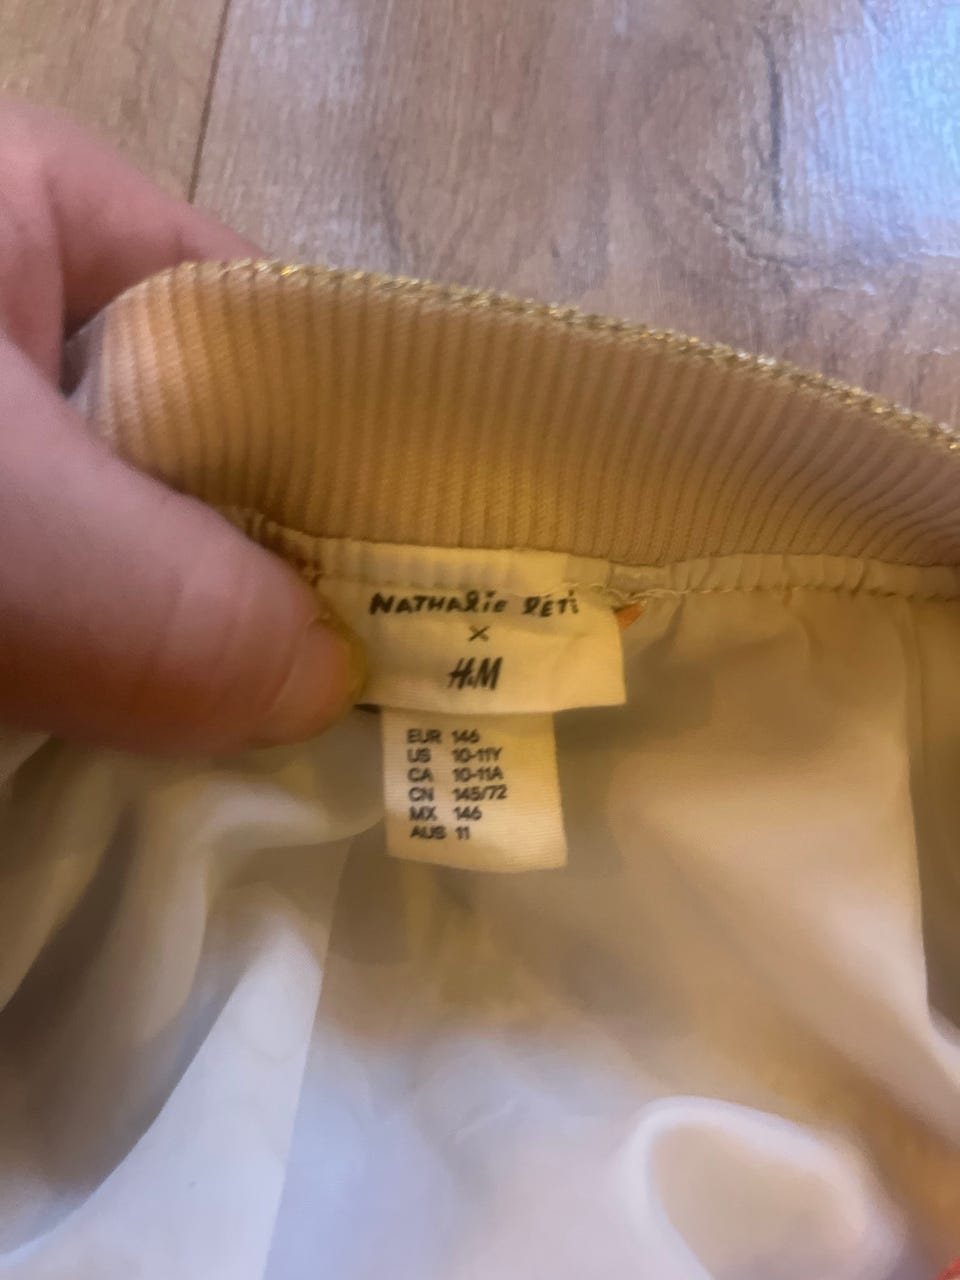 NATHALIE LÉTÉ
×
H&M
EUR 146
US 10-11Y
CA 10-11A
CN 145/72
MX 146
AUS 11